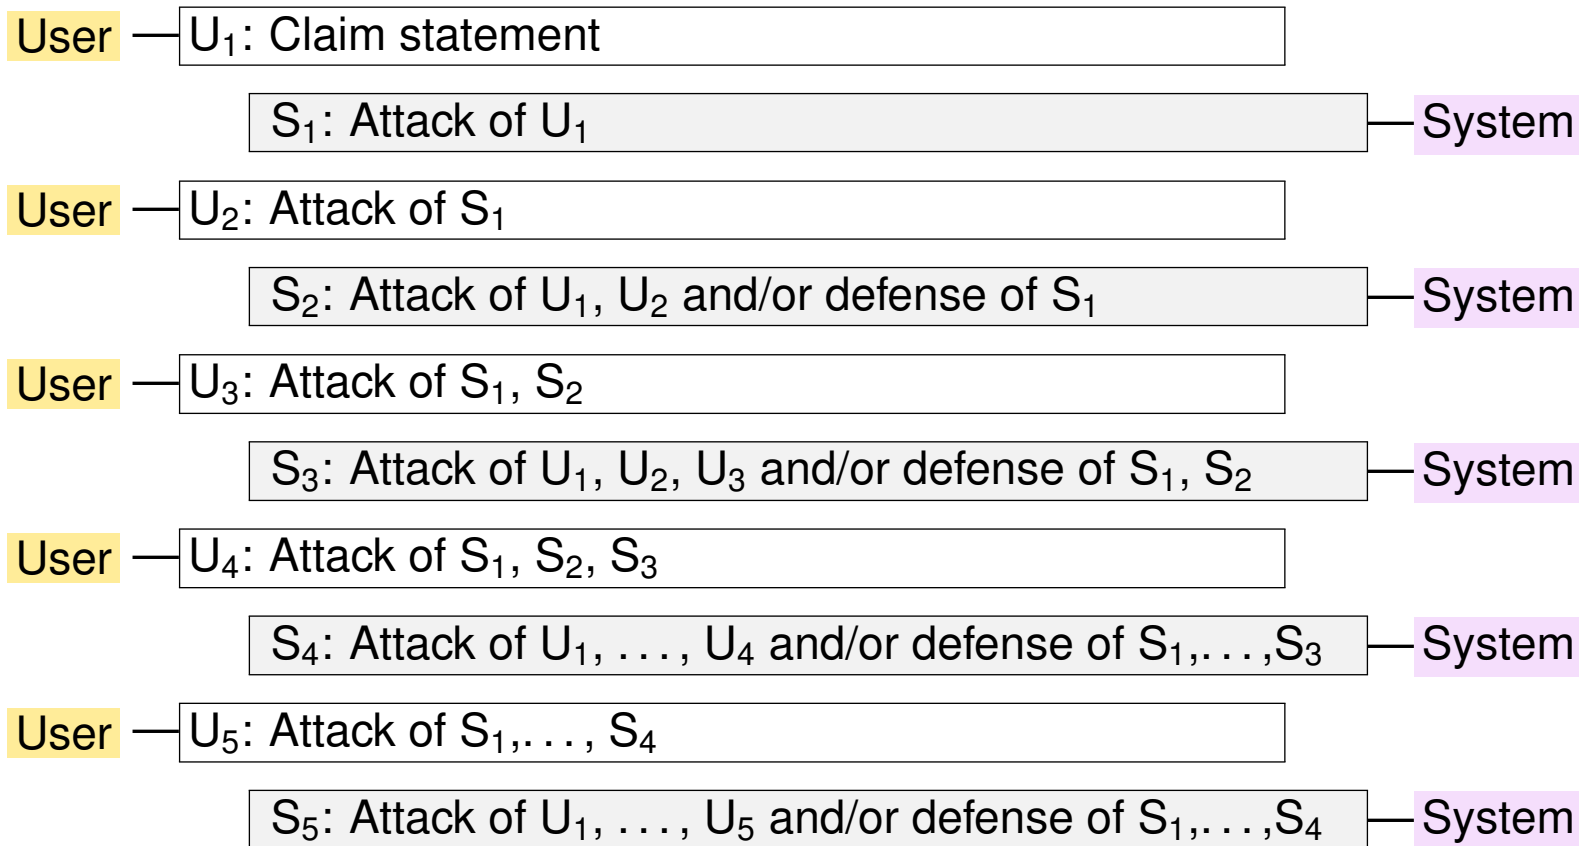 User U₁: Claim statement
S₁: Attack of U₁ System
User U₂: Attack of S₁
S₂: Attack of U₁, U₂ and/or defense of S₁ System
User U₃: Attack of S₁, S₂
S₃: Attack of U₁, U₂, U₃ and/or defense of S₁, S₂ System
User U₄: Attack of S₁, S₂, S₃
S₄: Attack of U₁, . . ., U₄ and/or defense of S₁,. . .,S₃ System
User U₅: Attack of S₁,. . ., S₄
S₅: Attack of U₁, . . ., U₅ and/or defense of S₁,. . .,S₄ System